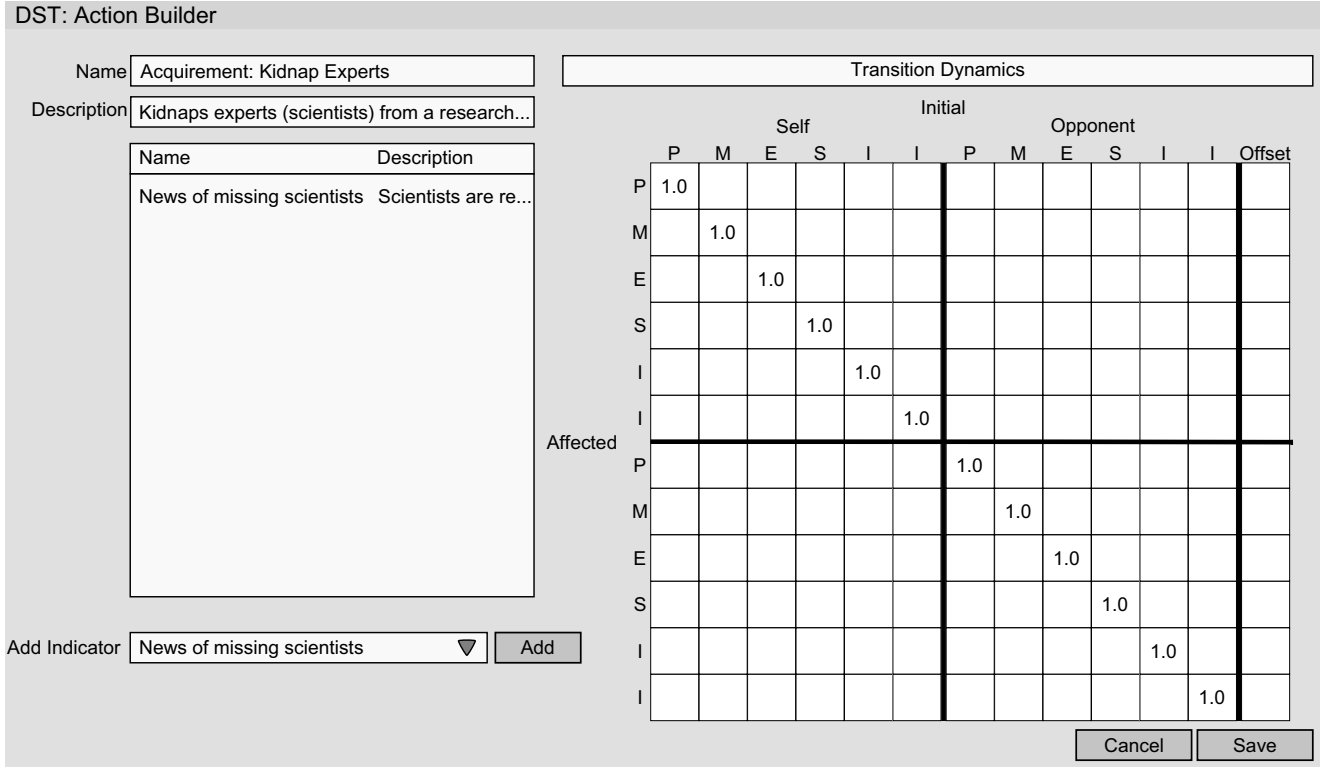 DST: Action Builder
Name Acquirement: Kidnap Experts
Description Kidnaps experts (scientists) from a research...
Name Description
News of missing scientists Scientists are re...
Add Indicator News of missing scientists Add
Transition Dynamics
Initial
Self Opponent
P M E S I I P M E S I I Offset
P 1.0
M 1.0
E 1.0
S 1.0
I 1.0
I 1.0
Affected
P 1.0
M 1.0
E 1.0
S 1.0
I 1.0
I 1.0
Cancel Save